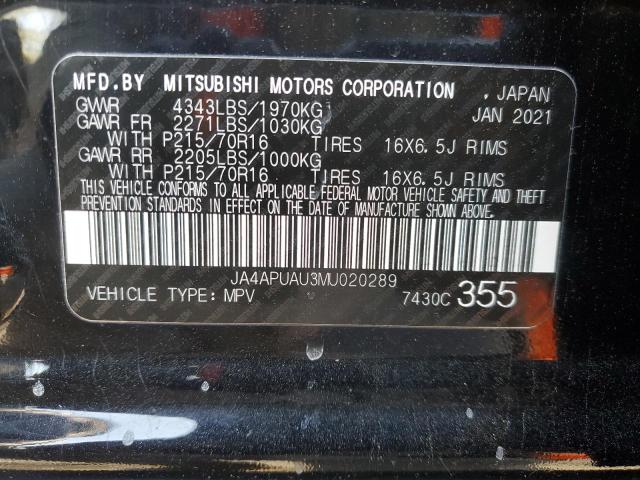 MFD.BY MITSUBISHI MOTORS CORPORATION . JAPAN
GVWR 4343LBS/1970KG JAN 2021
GAWR FR 2271LBS/1030KG
WITH P215/70R16 TIRES 16X6.5J RIMS
GAWR RR 2205LBS/1000KG
WITH P215/70R16 TIRES 16X6.5J RIMS
THIS VEHICLE CONFORMS TO ALL APPLICABLE FEDERAL MOTOR VEHICLE SAFETY AND THEFT
PREVENTION STANDARDS IN EFFECT ON THE DATE OF MANUFACTURE SHOWN ABOVE.
JA4APUAU3MU020289
VEHICLE TYPE: MPV 7430C 355